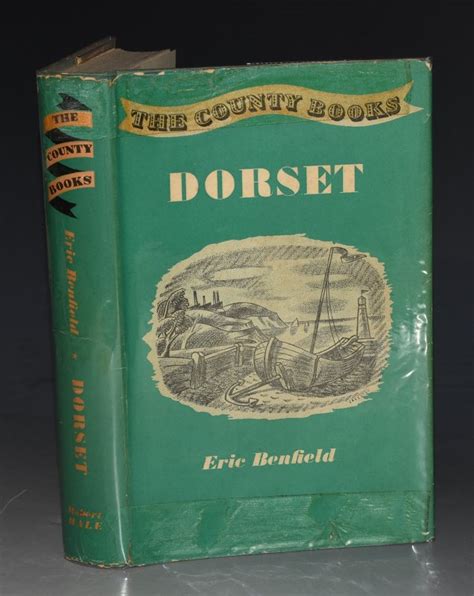 THE COUNTY BOOKS
DORSET
Eric Benfield
THE
COUNTY
BOOKS
Eric Benfield * DORSET
Robert
HALE